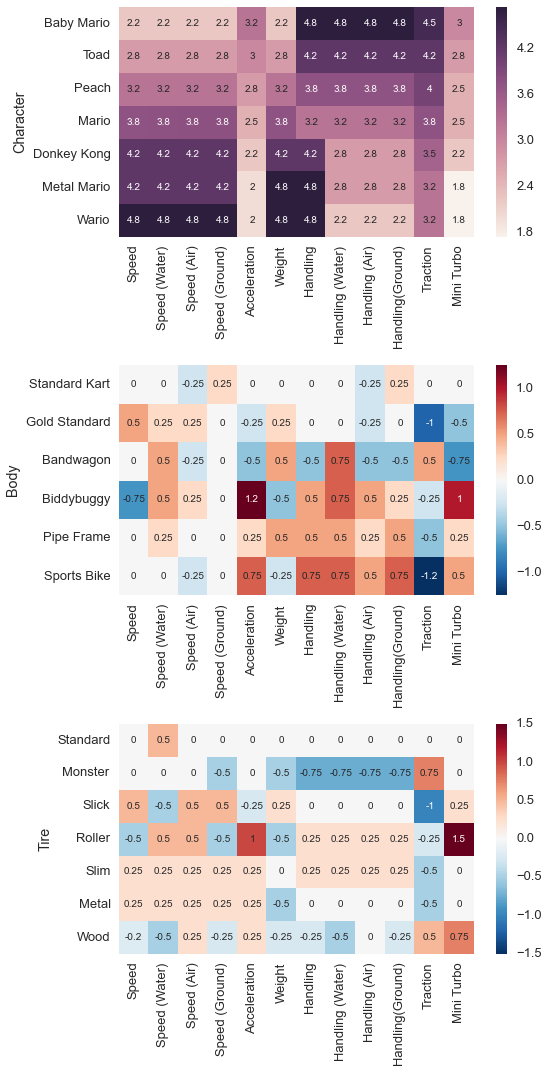 Character
Baby Mario 2.2 2.2 2.2 2.2 3.2 2.2 4.8 4.8 4.8 4.8 4.5 3
Toad 2.8 2.8 2.8 2.8 3 2.8 4.2 4.2 4.2 4.2 4.2 2.8
Peach 3.2 3.2 3.2 3.2 2.8 3.2 3.8 3.8 3.8 3.8 4 2.5
Mario 3.8 3.8 3.8 3.8 2.5 3.8 3.2 3.2 3.2 3.2 3.8 2.5
Donkey Kong 4.2 4.2 4.2 4.2 2.2 4.2 4.2 2.8 2.8 2.8 3.5 2.2
Metal Mario 4.2 4.2 4.2 4.2 2 4.8 4.8 2.8 2.8 2.8 3.2 1.8
Wario 4.8 4.8 4.8 4.8 2 4.8 4.8 2.2 2.2 2.2 3.2 1.8
Speed Speed (Water) Speed (Air) Speed (Ground) Acceleration Weight Handling Handling (Water) Handling (Air) Handling(Ground) Traction Mini Turbo
4.2
3.6
3.0
2.4
1.8
Body
Standard Kart 0 0 -0.25 0.25 0 0 0 0 -0.25 0.25 0 0
Gold Standard 0.5 0.25 0.25 0 -0.25 0.25 0 0 -0.25 0 -1 -0.5
Bandwagon 0 0.5 -0.25 0 -0.5 0.5 -0.5 0.75 -0.5 -0.5 0.5 -0.75
Biddybuggy -0.75 0.5 0.25 0 1.2 -0.5 0.5 0.75 0.5 0.25 -0.25 1
Pipe Frame 0 0.25 0 0 0.25 0.5 0.5 0.5 0.25 0.5 -0.5 0.25
Sports Bike 0 0 -0.25 0 0.75 -0.25 0.75 0.75 0.5 0.75 -1.2 0.5
Speed Speed (Water) Speed (Air) Speed (Ground) Acceleration Weight Handling Handling (Water) Handling (Air) Handling(Ground) Traction Mini Turbo
1.0
0.5
0.0
−0.5
−1.0
Tire
Standard 0 0.5 0 0 0 0 0 0 0 0 0 0
Monster 0 0 0 -0.5 0 -0.5 -0.75 -0.75 -0.75 -0.75 0.75 0
Slick 0.5 -0.5 0.5 0.5 -0.25 0.25 0 0 0 0 -1 0.25
Roller -0.5 0.5 0.5 -0.5 1 -0.5 0.25 0.25 0.25 0.25 -0.25 1.5
Slim 0.25 0.25 0.25 0.25 0.25 0 0.25 0.25 0.25 0.25 -0.5 0
Metal 0.25 0.25 0.25 0.25 0.25 -0.5 0 0 0 0 -0.5 0
Wood -0.2 -0.5 0.25 -0.25 0.25 -0.25 -0.25 -0.5 0 -0.25 0.5 0.75
Speed Speed (Water) Speed (Air) Speed (Ground) Acceleration Weight Handling Handling (Water) Handling (Air) Handling(Ground) Traction Mini Turbo
1.5
1.0
0.5
0.0
−0.5
−1.0
−1.5